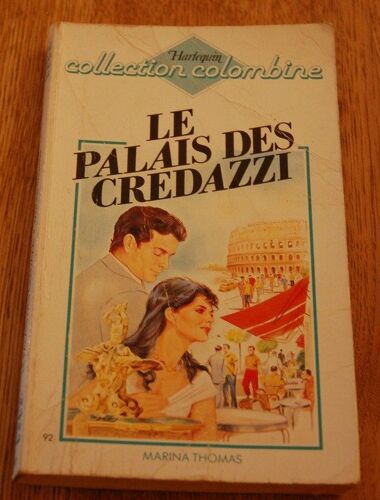 Harlequin
collection colombine
LE
PALAIS DES
CREDAZZI
92
MARINA THOMAS